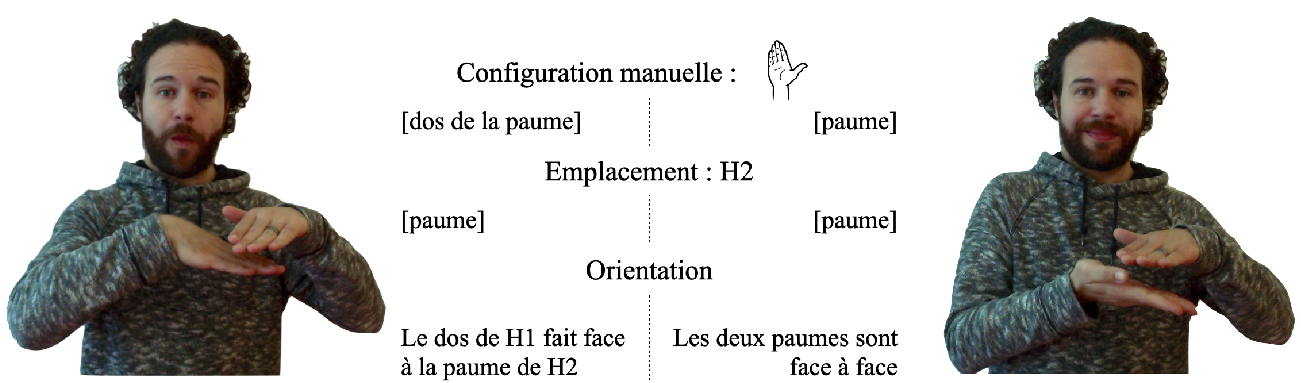 Configuration manuelle :
[dos de la paume] [paume]
Emplacement : H2
[paume] [paume]
Orientation
Le dos de H1 fait face
à la paume de H2
Les deux paumes sont
face à face